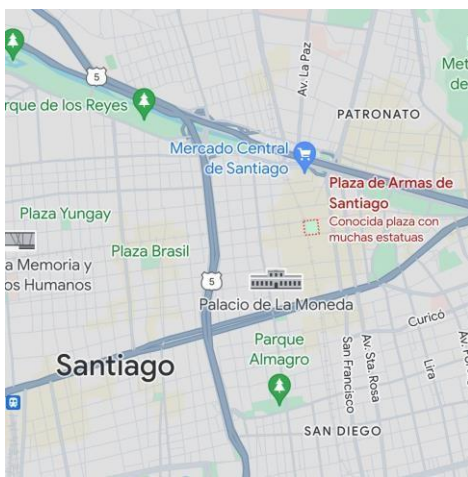 5
Av. La Paz
Met
de
rque de los Reyes
PATRONATO
Mercado Central
de Santiago
Plaza de Armas de
Santiago
Conocida plaza con
muchas estatuas
Plaza Yungay
Plaza Brasil
a Memoria y
os Humanos
5
Palacio de La Moneda
Curicó
Parque
Almagro
San Francisco
Av. Sta. Rosa
Lira
Santiago
SAN DIEGO